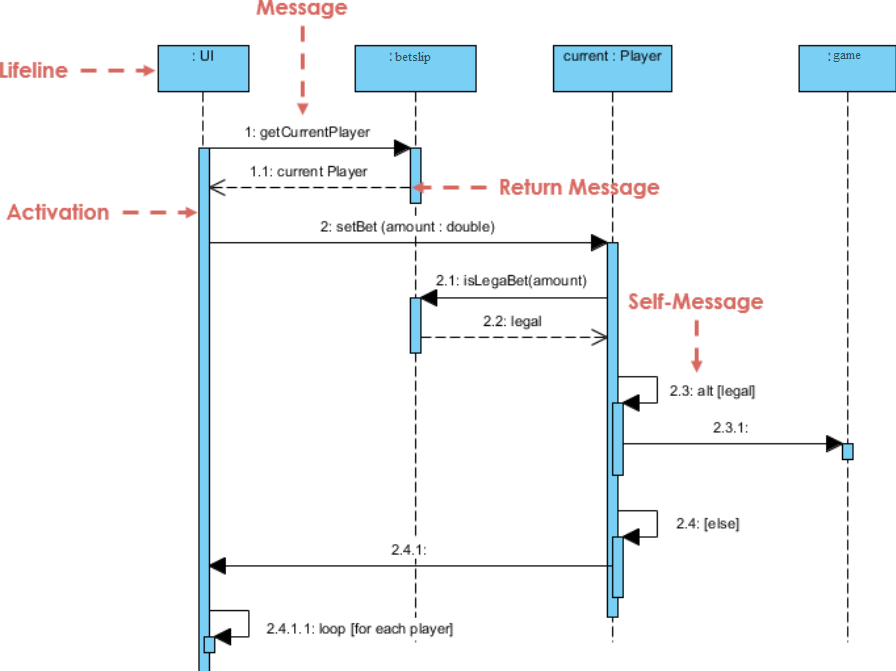 Message
: UI
: betslip
current : Player
: game
Lifeline
1: getCurrentPlayer
1.1: current Player
Return Message
Activation
2: setBet (amount : double)
2.1: isLegaBet(amount)
Self-Message
2.2: legal
2.3: alt [legal]
2.3.1:
2.4: [else]
2.4.1:
2.4.1.1: loop [for each player]